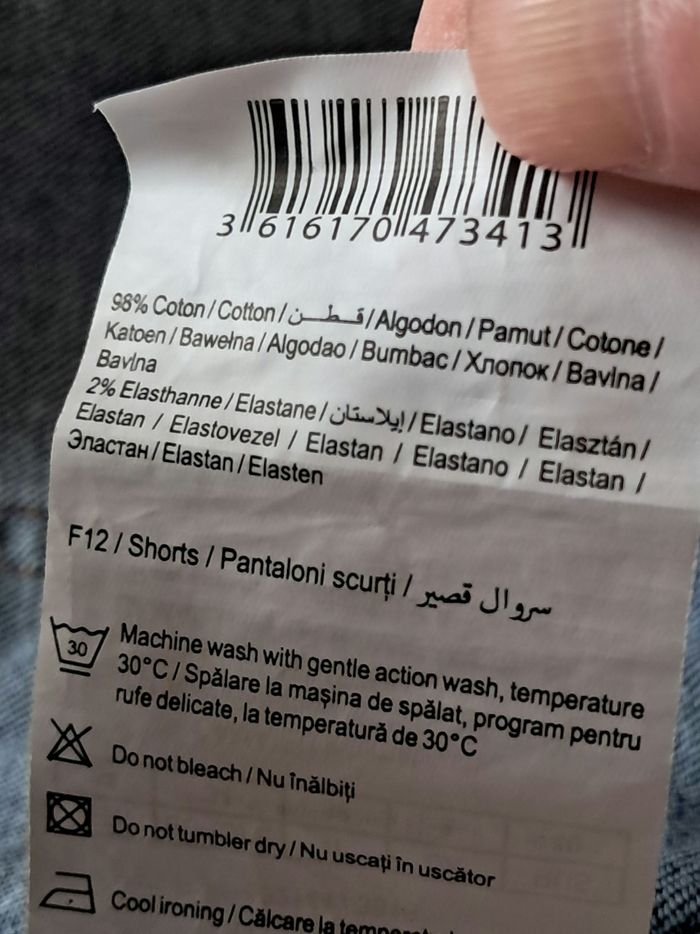 3 616170 473413
98% Coton / Cotton / قطن / Algodon / Pamut / Cotone /
Katoen / Bawełna / Algodao / Bumbac / Хлопок / Bavlna /
Bavlna
2% Elasthanne / Elastane / إيلاستان / Elastano / Elasztán /
Elastan / Elastovezel / Elastan / Elastano / Elastan /
Эластан / Elastan / Elasten
F12 / Shorts / Pantaloni scurți / سروال قصير
30
Machine wash with gentle action wash, temperature
30°C / Spălare la mașina de spălat, program pentru
rufe delicate, la temperatură de 30°C
Do not bleach / Nu înălbiți
Do not tumbler dry / Nu uscați în uscător
Cool ironing / Călcare la